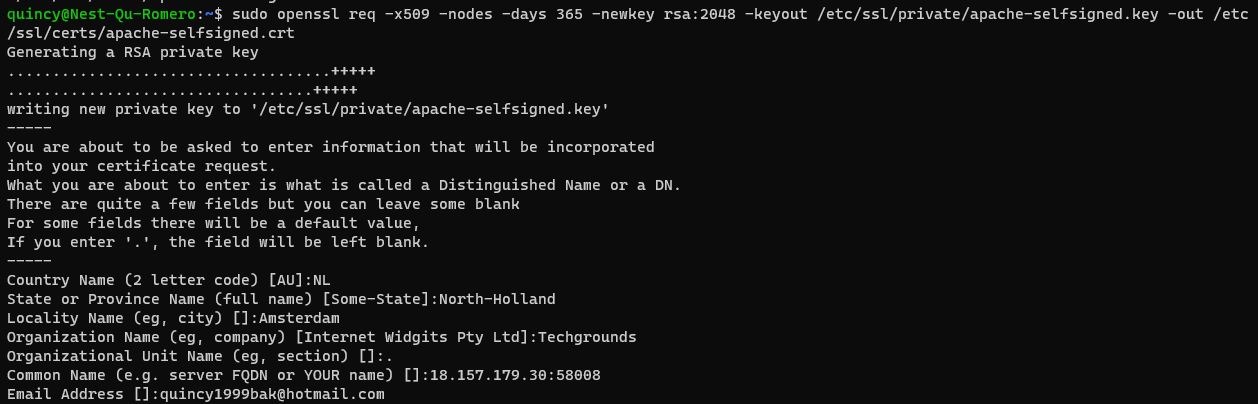 quincy@Nest-Qu-Romero:~$ sudo openssl req -x509 -nodes -days 365 -newkey rsa:2048 -keyout /etc/ssl/private/apache-selfsigned.key -out /etc
/ssl/certs/apache-selfsigned.crt
Generating a RSA private key
....................................+++++
..................................+++++
writing new private key to '/etc/ssl/private/apache-selfsigned.key'
-----
You are about to be asked to enter information that will be incorporated
into your certificate request.
What you are about to enter is what is called a Distinguished Name or a DN.
There are quite a few fields but you can leave some blank
For some fields there will be a default value,
If you enter '.', the field will be left blank.
-----
Country Name (2 letter code) [AU]:NL
State or Province Name (full name) [Some-State]:North-Holland
Locality Name (eg, city) []:Amsterdam
Organization Name (eg, company) [Internet Widgits Pty Ltd]:Techgrounds
Organizational Unit Name (eg, section) []:.
Common Name (e.g. server FQDN or YOUR name) []:18.157.179.30:58008
Email Address []:quincy1999bak@hotmail.com